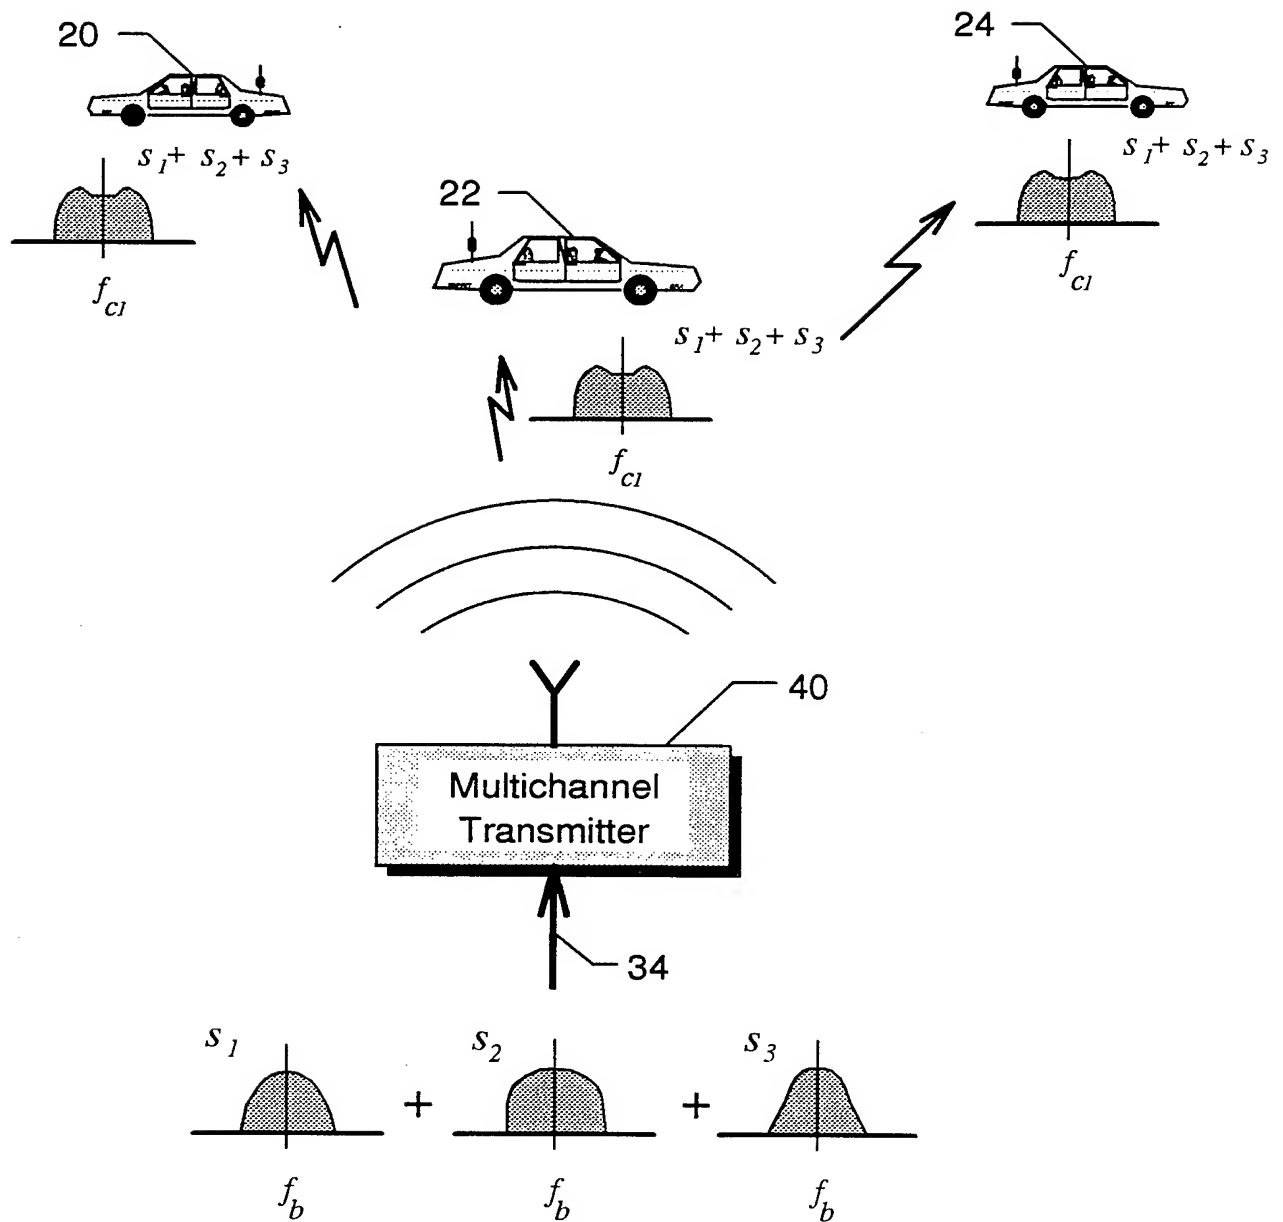 20
24
s1+ s2+ s3
s1+ s2+ s3
22
fc1
fc1
s1+ s2+ s3
fc1
40
Multichannel
Transmitter
34
s1
s2
s3
+
+
fb
fb
fb